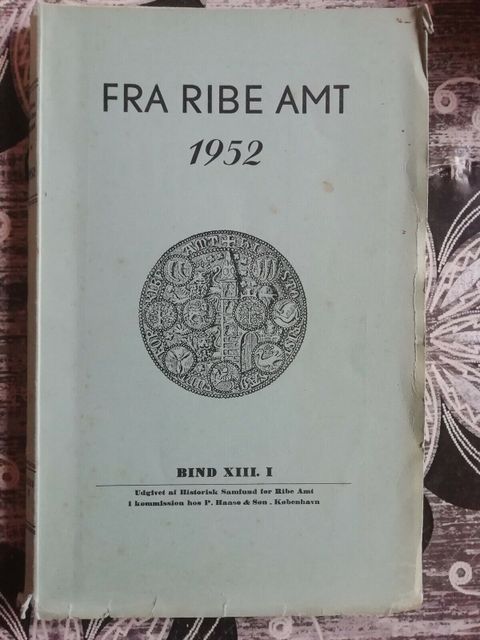 FRA RIBE AMT
1952
BIND XIII. I
Udgivet af Historisk Samfund for Ribe Amt
I kommission hos P. Haase & Søn . København